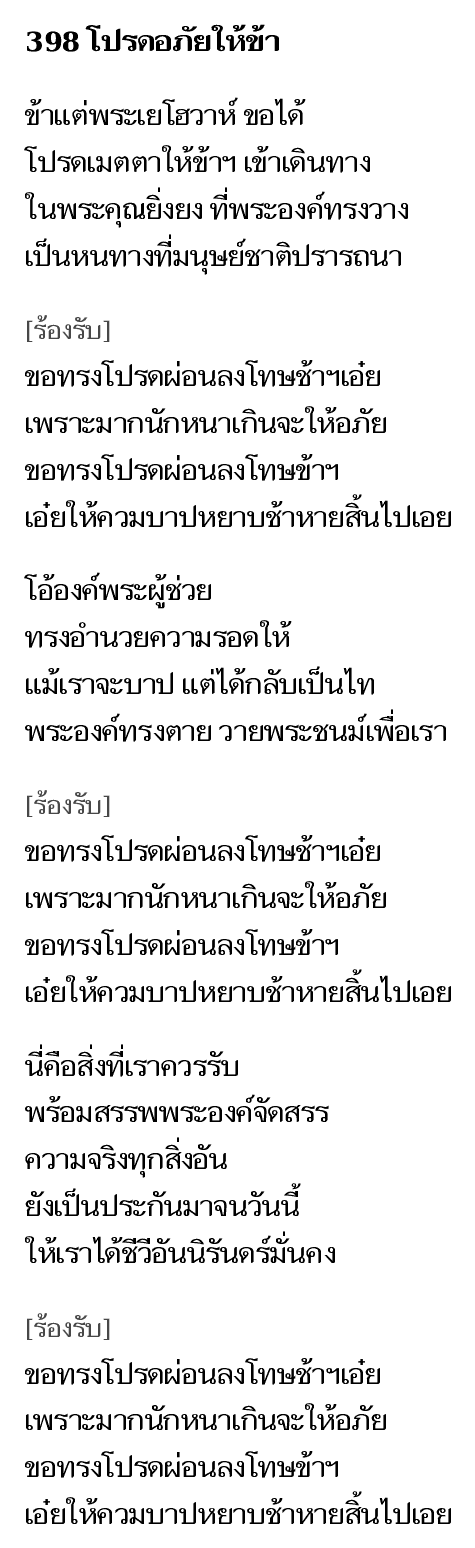 398 โปรดอภัยให้ข้า
ข้าแต่พระเยโฮวาห์ ขอได้
โปรดเมตตาให้ข้าฯ เข้าเดินทาง
ในพระคุณยิ่งยง ที่พระองค์ทรงวาง
เป็นหนทางที่มนุษย์ชาติปรารถนา
[ร้องรับ]
ขอทรงโปรดผ่อนลงโทษช้าฯเอ๋ย
เพราะมากนักหนาเกินจะให้อภัย
ขอทรงโปรดผ่อนลงโทษข้าฯ
เอ๋ยให้ควมบาปหยาบช้าหายสิ้นไปเอย
โอ้องค์พระผู้ช่วย
ทรงอำนวยความรอดให้
แม้เราจะบาป แต่ได้กลับเป็นไท
พระองค์ทรงตาย วายพระชนม์เพื่อเรา
[ร้องรับ]
ขอทรงโปรดผ่อนลงโทษช้าฯเอ๋ย
เพราะมากนักหนาเกินจะให้อภัย
ขอทรงโปรดผ่อนลงโทษข้าฯ
เอ๋ยให้ควมบาปหยาบช้าหายสิ้นไปเอย
นี่คือสิ่งที่เราควรรับ
พร้อมสรรพพระองค์จัดสรร
ความจริงทุกสิ่งอัน
ยังเป็นประกันมาจนวันนี้
ให้เราได้ชีวีอันนิรันดร์มั่นคง
[ร้องรับ]
ขอทรงโปรดผ่อนลงโทษช้าฯเอ๋ย
เพราะมากนักหนาเกินจะให้อภัย
ขอทรงโปรดผ่อนลงโทษข้าฯ
เอ๋ยให้ควมบาปหยาบช้าหายสิ้นไปเอย